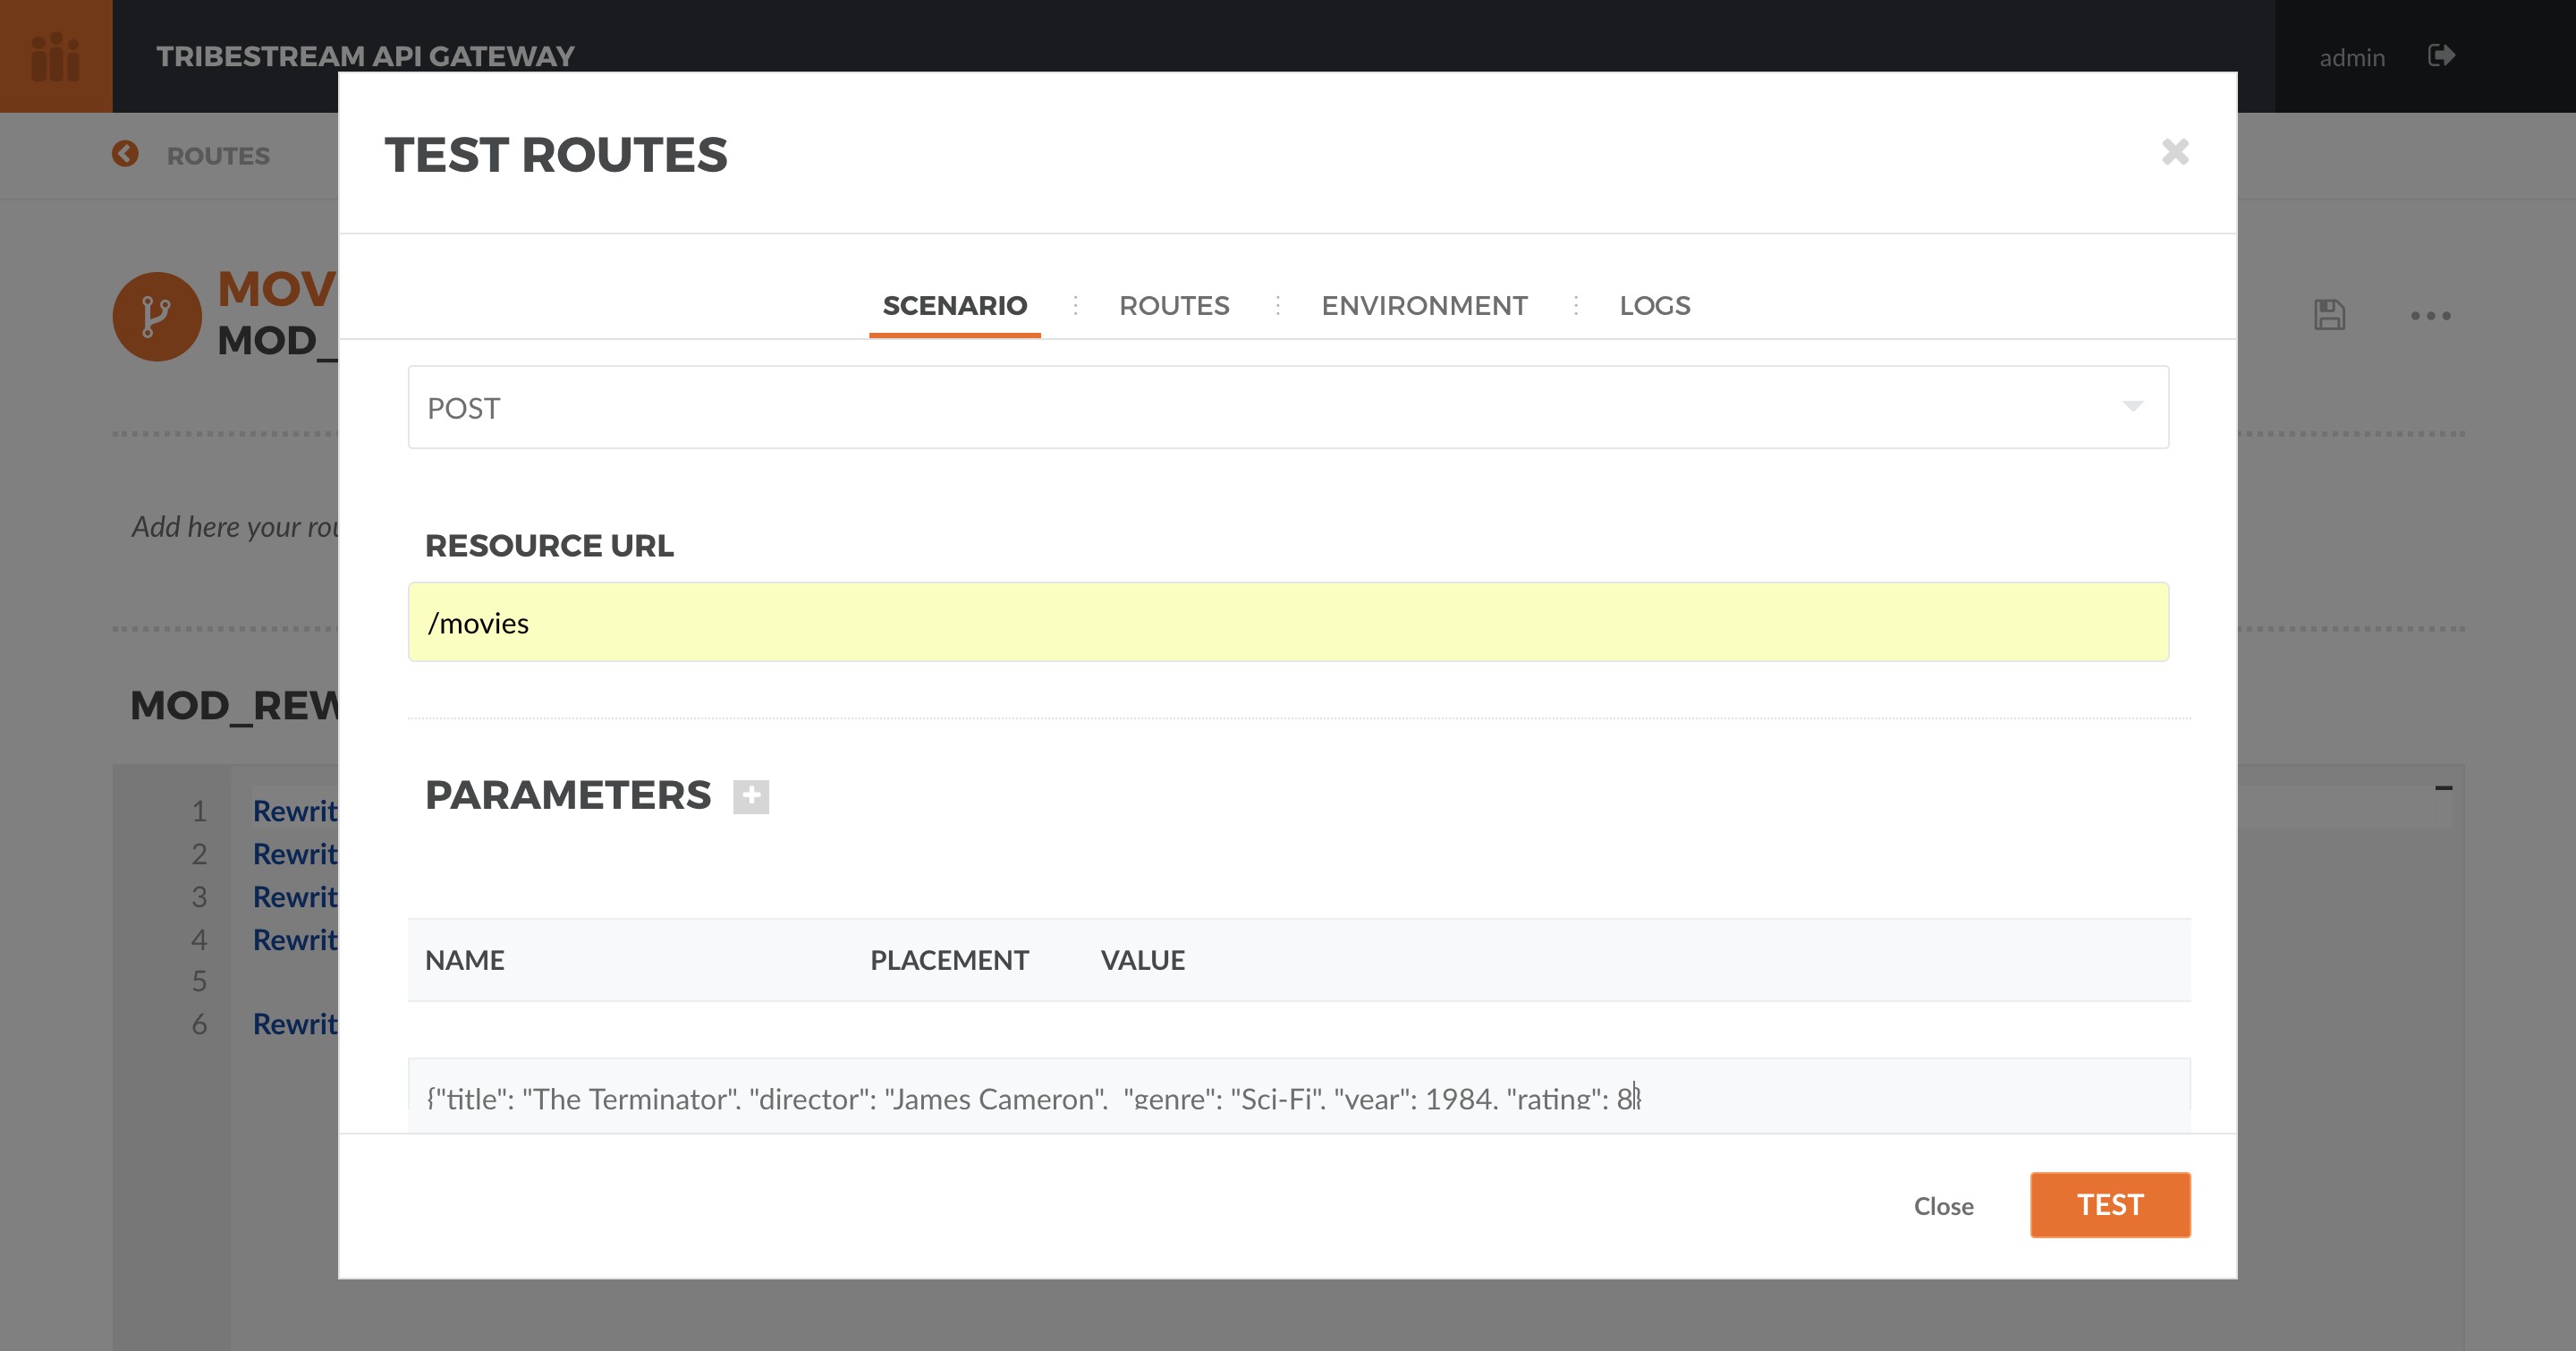 TRIBESTREAM API GATEWAY
admin
ROUTES
TEST ROUTES
MOV
MOD_
SCENARIO ROUTES ENVIRONMENT LOGS
POST
Add here your rou
RESOURCE URL
/movies
MOD_REW
PARAMETERS
1 Rewrit
2 Rewrit
3 Rewrit
4 Rewrit
5
6 Rewrit
NAME PLACEMENT VALUE
{"title": "The Terminator", "director": "James Cameron",  "genre": "Sci-Fi", "year": 1984, "rating": 8}
Close TEST